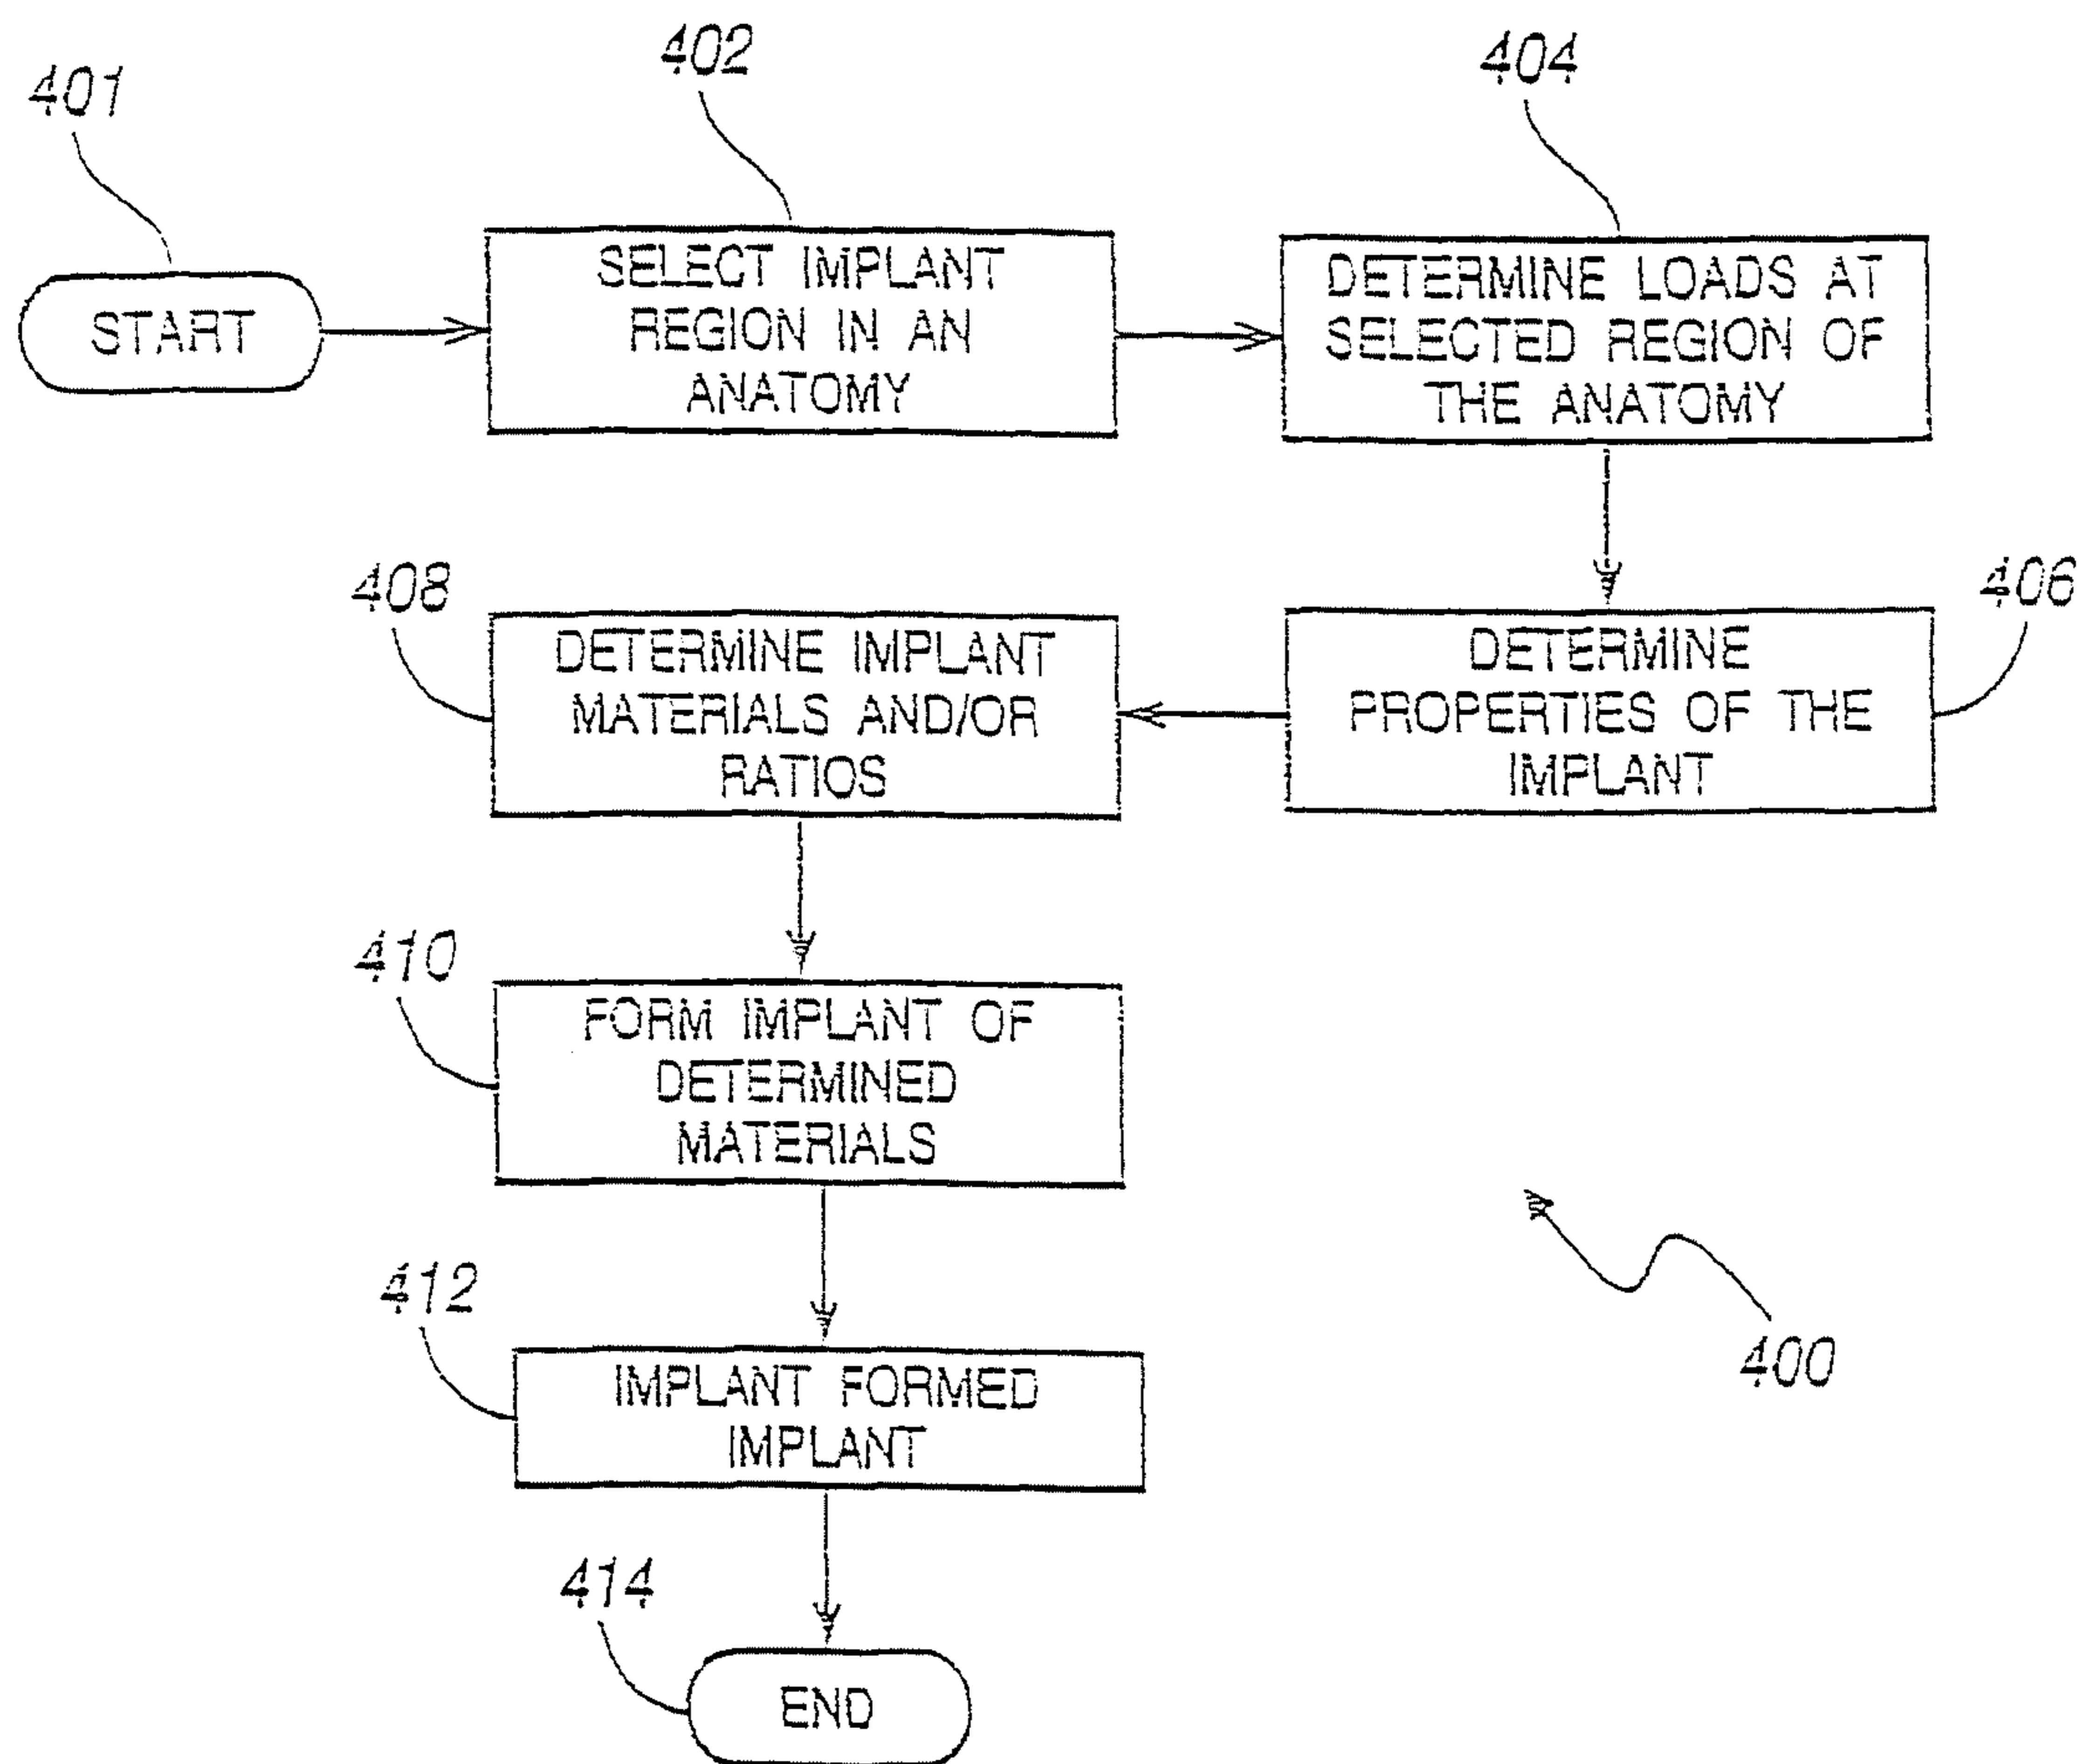 401
402
404
START
SELECT IMPLANT
REGION IN AN
ANATOMY
DETERMINE LOADS AT
SELECTED REGION OF
THE ANATOMY
408
406
DETERMINE IMPLANT
MATERIALS AND/OR
RATIOS
DETERMINE
PROPERTIES OF THE
IMPLANT
410
FORM IMPLANT OF
DETERMINED
MATERIALS
412
IMPLANT FORMED
IMPLANT
400
414
END